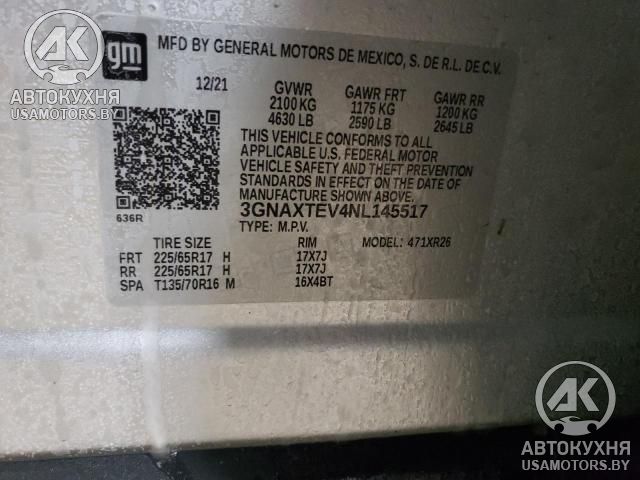 gm
MFD BY GENERAL MOTORS DE MEXICO, S. DE R.L. DE C.V.
12/21 GVWR GAWR FRT GAWR RR
2100 KG 1175 KG 1200 KG
4630 LB 2590 LB 2645 LB
THIS VEHICLE CONFORMS TO ALL
APPLICABLE U.S. FEDERAL MOTOR
VEHICLE SAFETY AND THEFT PREVENTION
STANDARDS IN EFFECT ON THE DATE OF
MANUFACTURE SHOWN ABOVE.
3GNAXTEV4NL145517
636R
TYPE: M.P.V.
TIRE SIZE RIM MODEL: 471XR26
FRT 225/65R17 H 17X7J
RR 225/65R17 H 17X7J
SPA T135/70R16 M 16X4BT
АК
АВТОКУХНЯ
USAMOTORS.BY
АК
АВТОКУХНЯ
USAMOTORS.BY